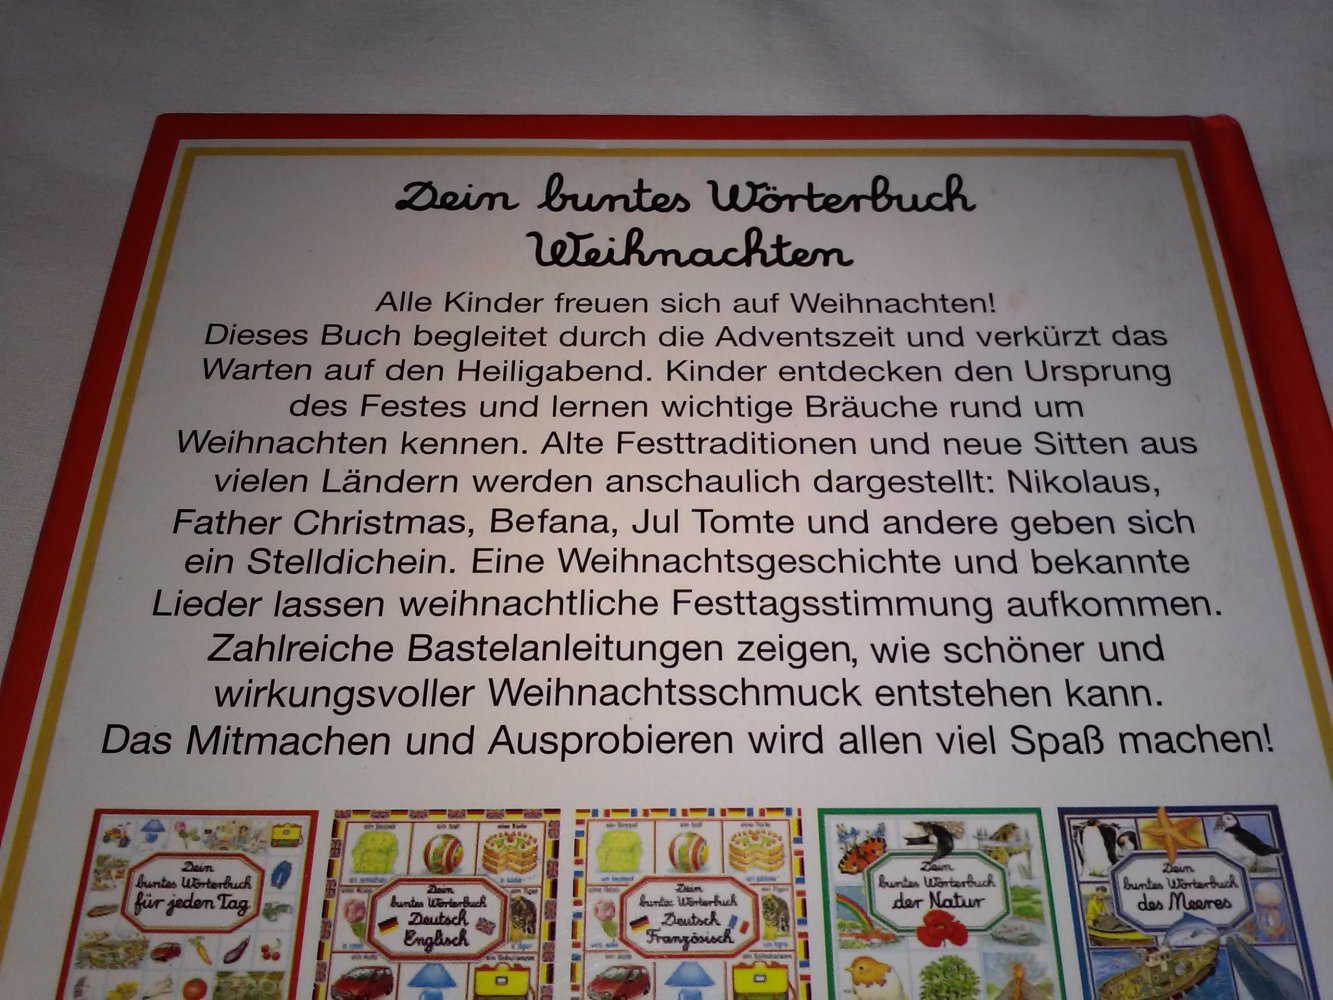 Dein buntes Wörterbuch
Weihnachten
Alle Kinder freuen sich auf Weihnachten!
Dieses Buch begleitet durch die Adventszeit und verkürzt das
Warten auf den Heiligabend. Kinder entdecken den Ursprung
des Festes und lernen wichtige Bräuche rund um
Weihnachten kennen. Alte Festtraditionen und neue Sitten aus
vielen Ländern werden anschaulich dargestellt: Nikolaus,
Father Christmas, Befana, Jul Tomte und andere geben sich
ein Stelldichein. Eine Weihnachtsgeschichte und bekannte
Lieder lassen weihnachtliche Festtagsstimmung aufkommen.
Zahlreiche Bastelanleitungen zeigen, wie schöner und
wirkungsvoller Weihnachtsschmuck entstehen kann.
Das Mitmachen und Ausprobieren wird allen viel Spaß machen!
Dein
buntes Wörterbuch
für jeden Tag
Dein
buntes Wörterbuch
Deutsch
Englisch
Dein
buntes Wörterbuch
Deutsch
Französisch
Dein
buntes Wörterbuch
der Natur
Dein
buntes Wörterbuch
des Meeres